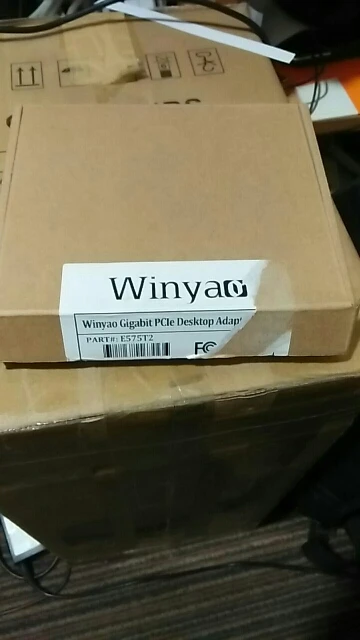 Winyao
Winyao Gigabit PCIe Desktop Adapt
PART#: E575T2
FC